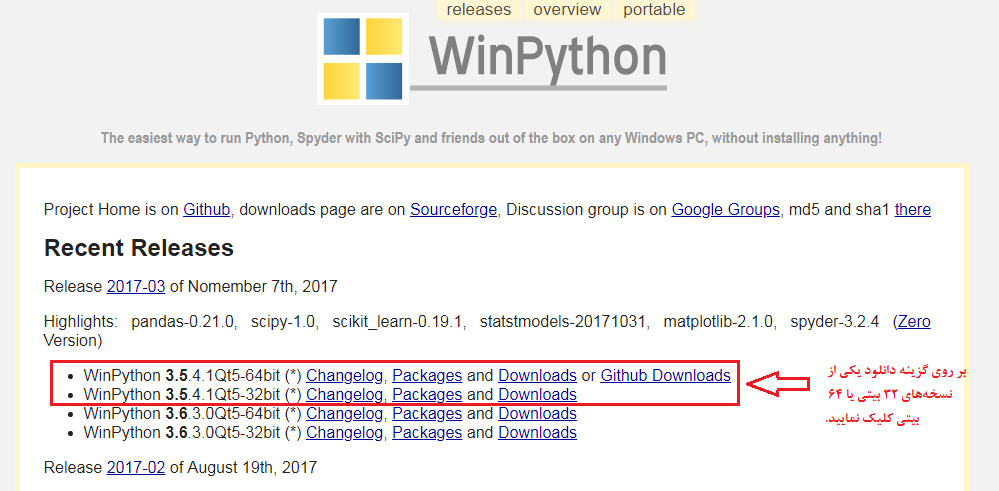 releases overview portable
WinPython
The easiest way to run Python, Spyder with SciPy and friends out of the box on any Windows PC, without installing anything!
Project Home is on Github, downloads page are on Sourceforge, Discussion group is on Google Groups, md5 and sha1 there
Recent Releases
Release 2017-03 of Nomember 7th, 2017
Highlights: pandas-0.21.0, scipy-1.0, scikit_learn-0.19.1, statstmodels-20171031, matplotlib-2.1.0, spyder-3.2.4 (Zero
Version)
• WinPython 3.5.4.1Qt5-64bit (*) Changelog, Packages and Downloads or Github Downloads
• WinPython 3.5.4.1Qt5-32bit (*) Changelog, Packages and Downloads
• WinPython 3.6.3.0Qt5-64bit (*) Changelog, Packages and Downloads
• WinPython 3.6.3.0Qt5-32bit (*) Changelog, Packages and Downloads
بر روی گزینه دانلود یکی از
نسخه‌های ۳۲ بیتی یا ۶۴
بیتی کلیک نمایید.
Release 2017-02 of August 19th, 2017